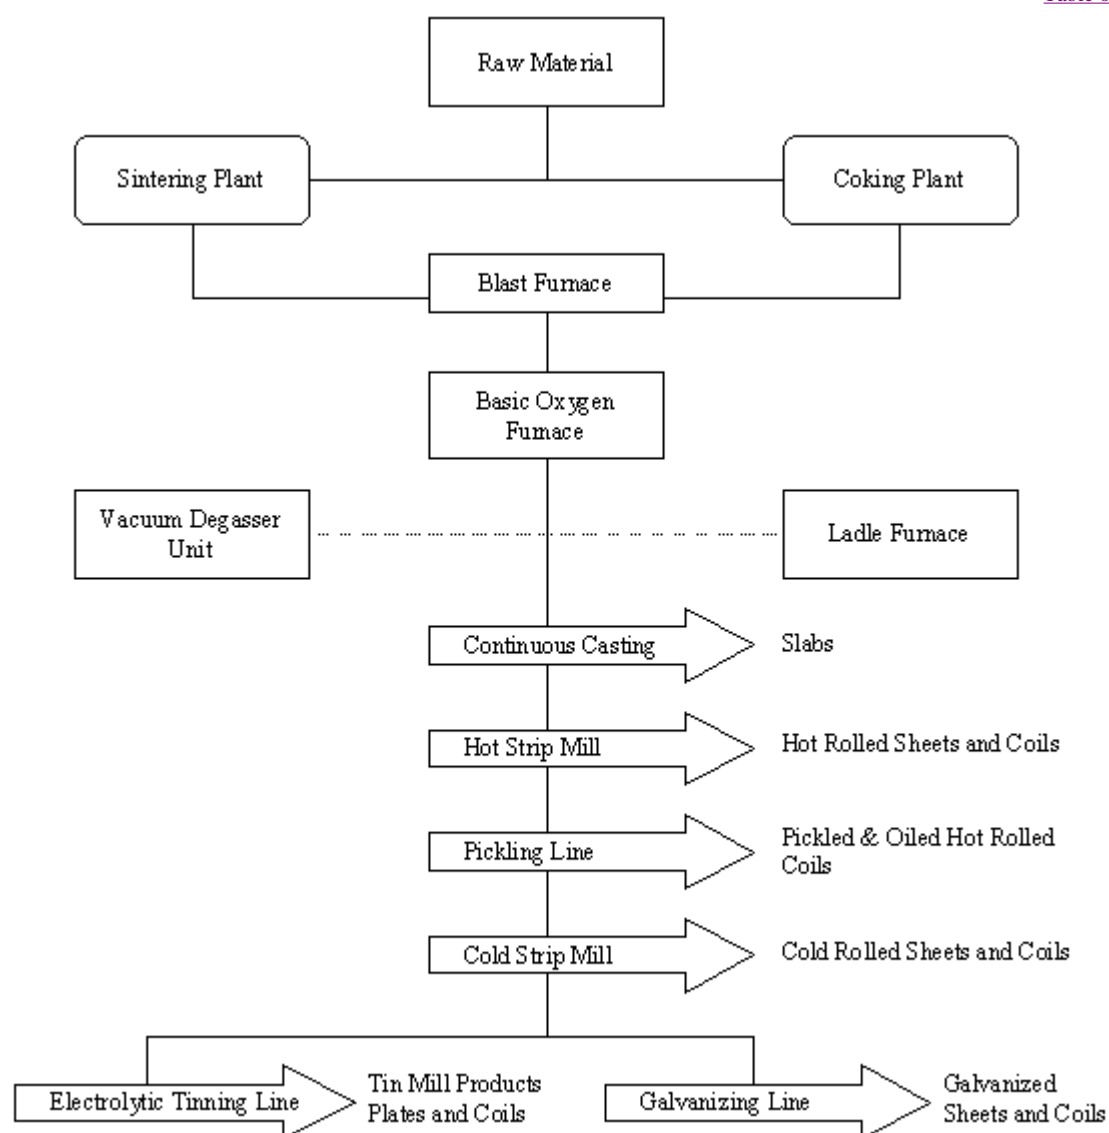 Raw Material
Sintering Plant
Coking Plant
Blast Furnace
Basic Oxygen
Furnace
Vacuum Degasser
Unit
Ladle Furnace
Continuous Casting
Slabs
Hot Strip Mill
Hot Rolled Sheets and Coils
Pickling Line
Pickled & Oiled Hot Rolled
Coils
Cold Strip Mill
Cold Rolled Sheets and Coils
Electrolytic Tinning Line
Tin Mill Products
Plates and Coils
Galvanizing Line
Galvanized
Sheets and Coils